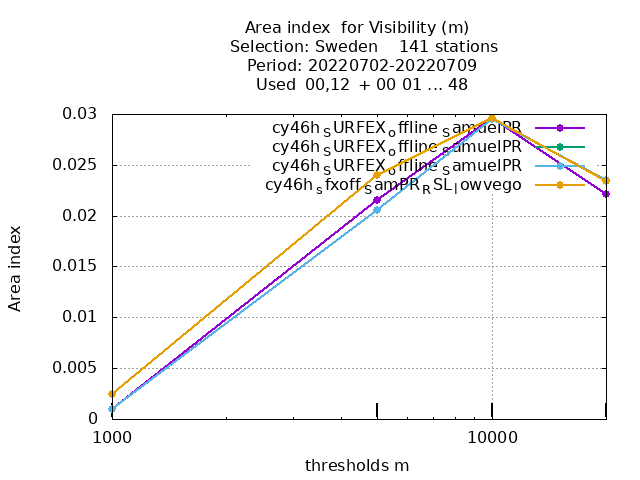 Area index for Visibility (m)
Selection: Sweden 141 stations
Period: 20220702-20220709
Used 00,12 + 00 01 ... 48
0.03
cy46h_SURFEX_offline_SamuelPR
cy46h_SURFEX_offline_SamuelPR
0.025
cy46h_SURFEX_offline_SamuelPR
cy46h_sfxoff_SamPR_RSL_lowvego
0.02
Area index
0.015
0.01
0.005
0
1000
10000
thresholds m